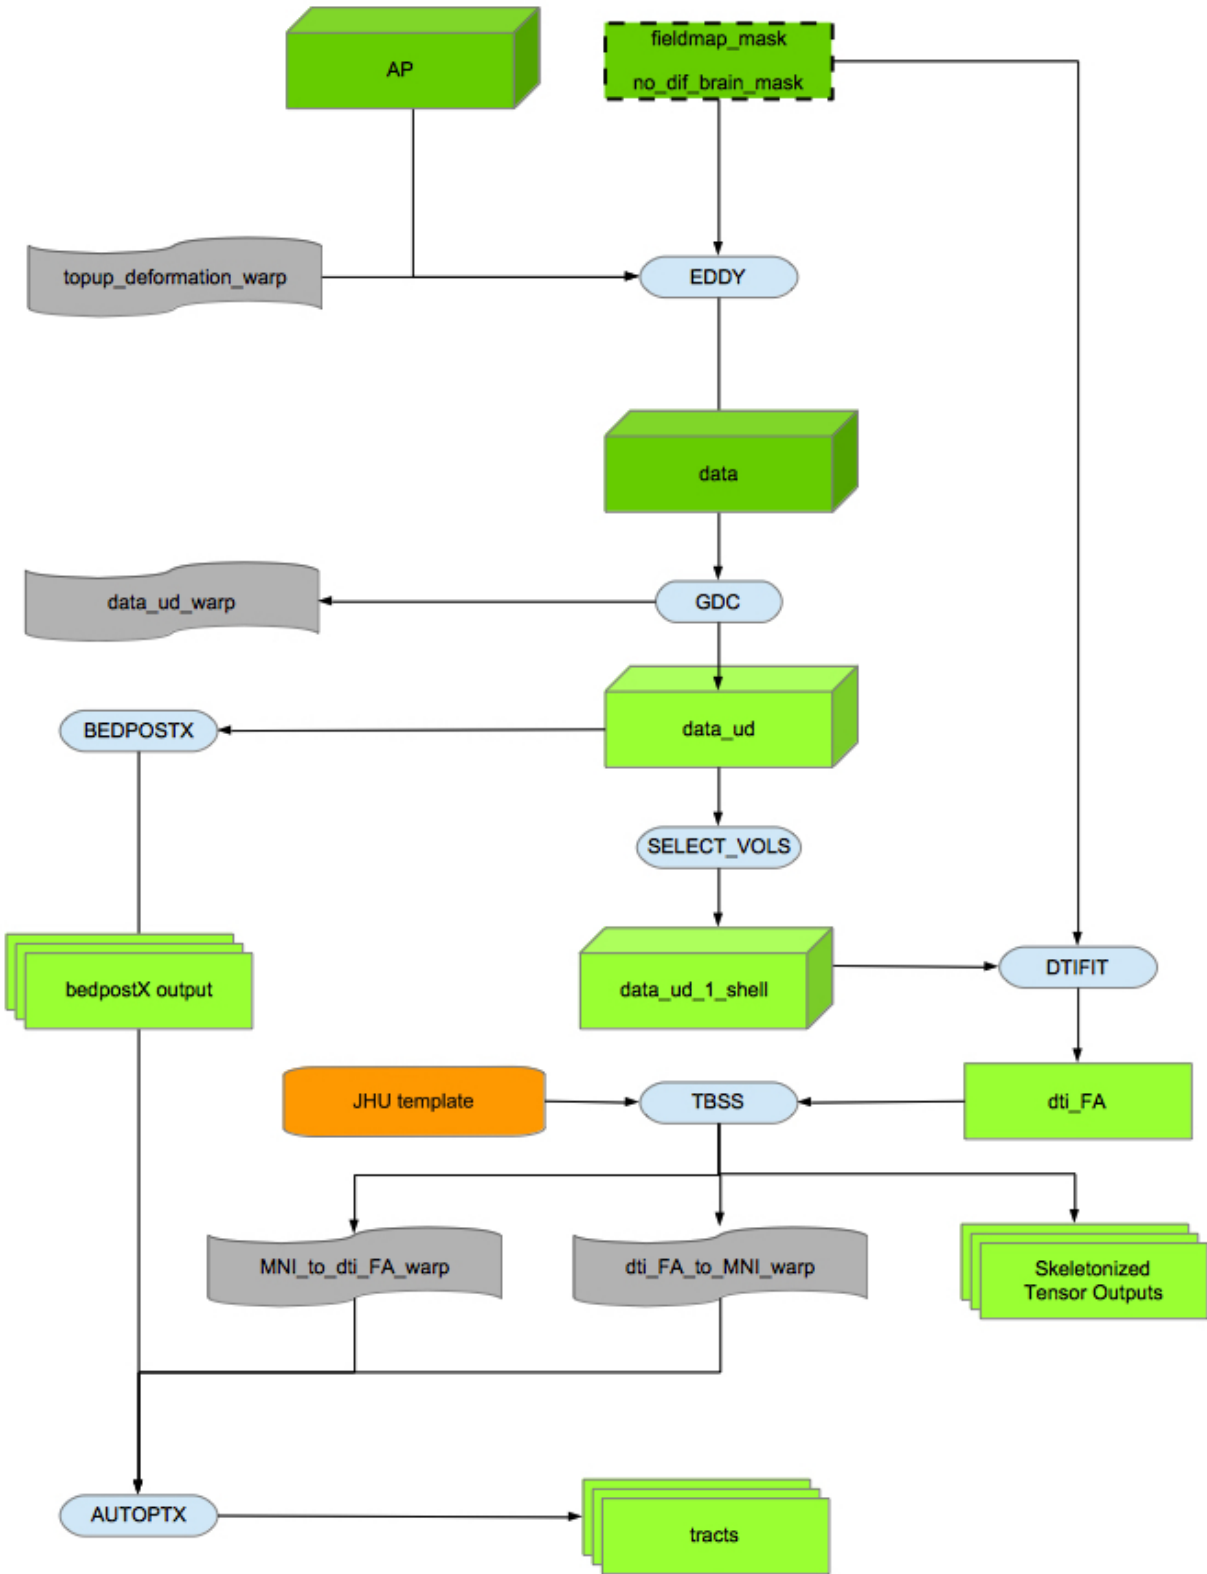 AP
fieldmap_mask
no_dif_brain_mask
topup_deformation_warp
EDDY
data
data_ud_warp
GDC
BEDPOSTX
data_ud
SELECT_VOLS
bedpostX output
data_ud_1_shell
DTIFIT
JHU template
TBSS
dti_FA
MNI_to_dti_FA_warp
dti_FA_to_MNI_warp
Skeletonized
Tensor Outputs
AUTOPTX
tracts